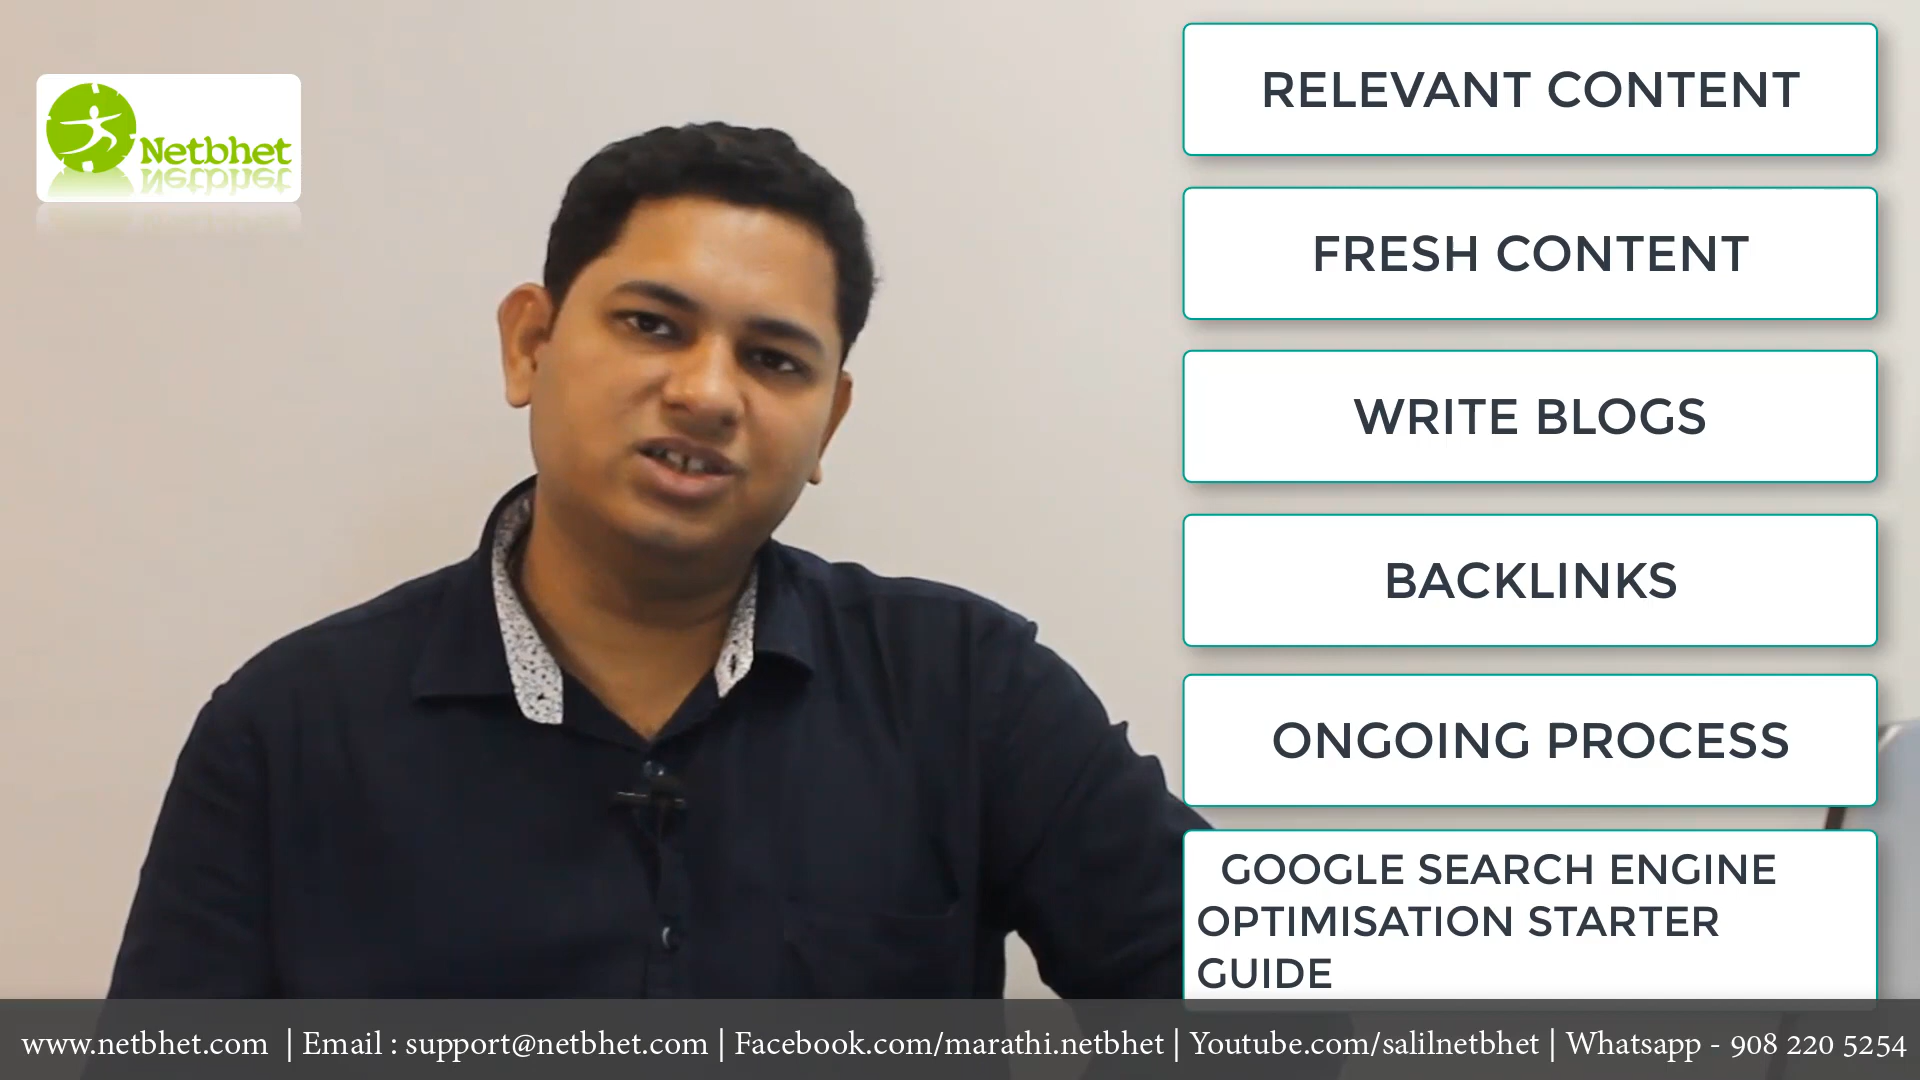 Netbhet
RELEVANT CONTENT
FRESH CONTENT
WRITE BLOGS
BACKLINKS
ONGOING PROCESS
GOOGLE SEARCH ENGINE
OPTIMISATION STARTER
GUIDE
www.netbhet.com | Email : support@netbhet.com | Facebook.com/marathi.netbhet | Youtube.com/salilnetbhet | Whatsapp - 908 220 5254